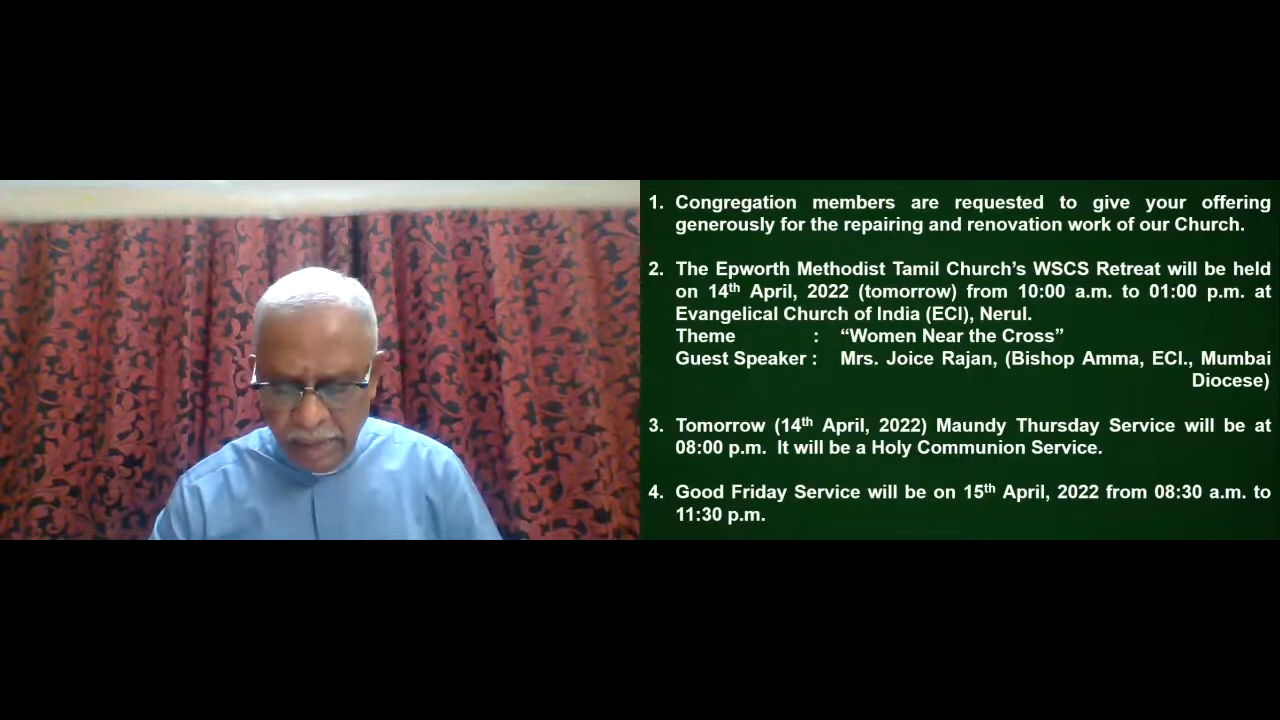 1. Congregation members are requested to give your offering
generously for the repairing and renovation work of our Church.
2. The Epworth Methodist Tamil Church’s WSCS Retreat will be held
on 14th April, 2022 (tomorrow) from 10:00 a.m. to 01:00 p.m. at
Evangelical Church of India (ECI), Nerul.
Theme : “Women Near the Cross”
Guest Speaker : Mrs. Joice Rajan, (Bishop Amma, ECI., Mumbai
Diocese)
3. Tomorrow (14th April, 2022) Maundy Thursday Service will be at
08:00 p.m. It will be a Holy Communion Service.
4. Good Friday Service will be on 15th April, 2022 from 08:30 a.m. to
11:30 p.m.